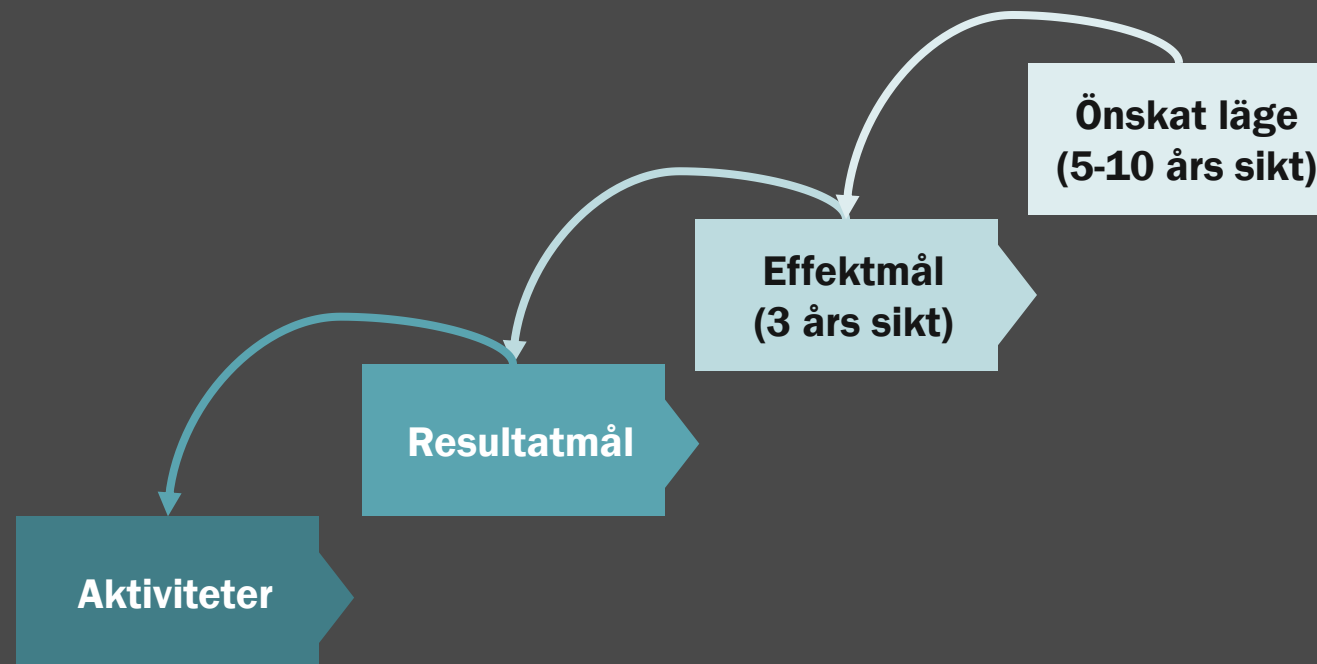 Önskat läge
(5-10 års sikt)
Effektmål
(3 års sikt)
Resultatmål
Aktiviteter